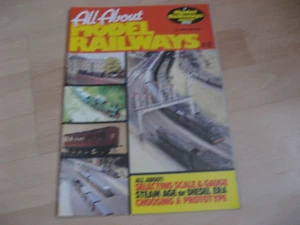 All About
MODEL
RAILWAYS
ALL ABOUT:
SELECTING SCALE & GAUGE
STEAM AGE or DIESEL ERA
CHOOSING A PROTOTYPE